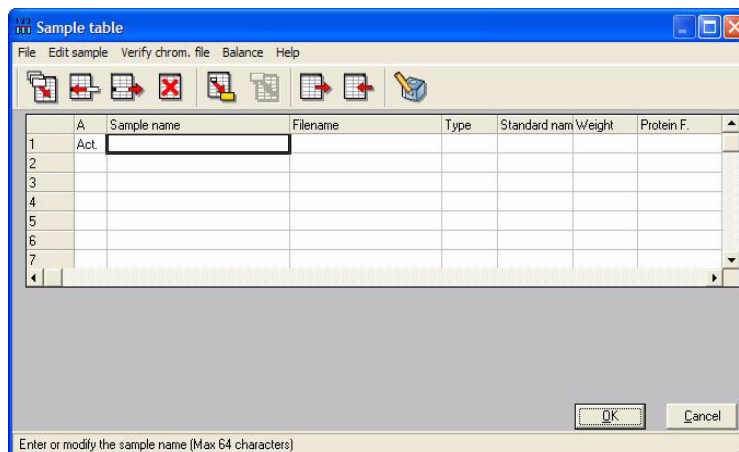 Sample table
File Edit sample Verify chrom. file Balance Help
A Sample name Filename Type Standard nam Weight Protein F.
1 Act.
2
3
4
5
6
7
OK Cancel
Enter or modify the sample name (Max 64 characters)